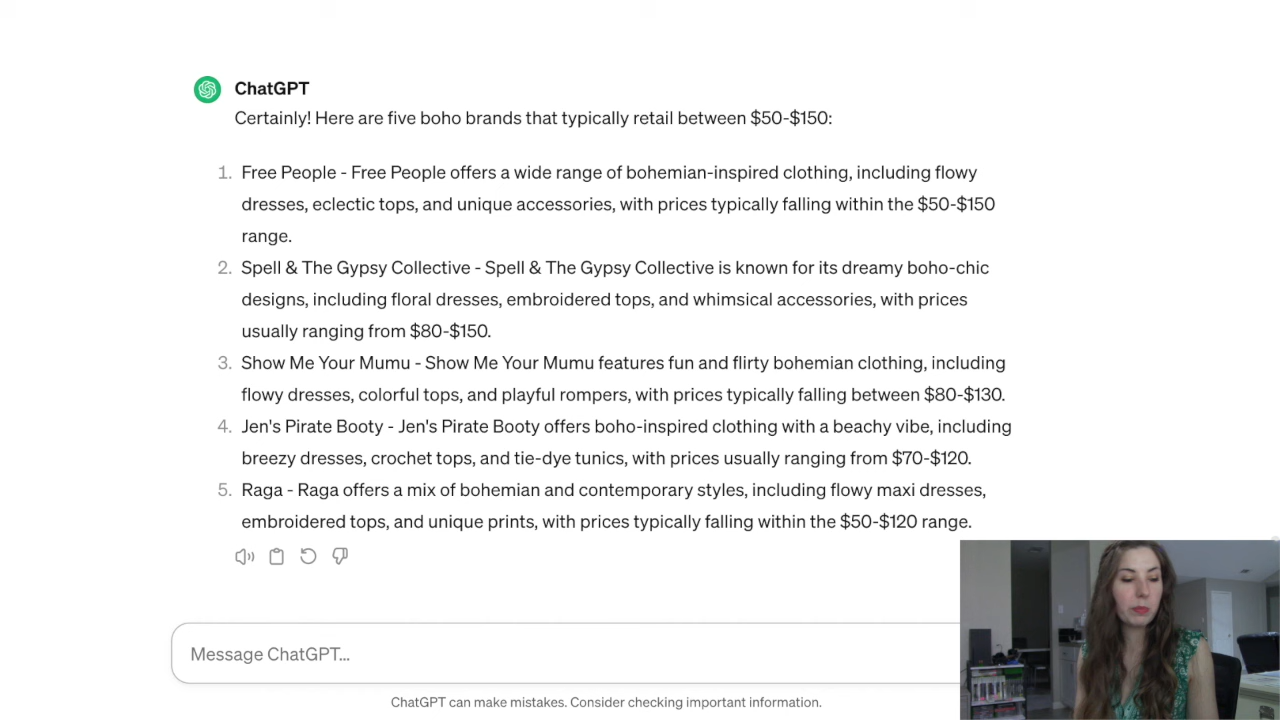 ChatGPT
Certainly! Here are five boho brands that typically retail between $50-$150:
1. Free People - Free People offers a wide range of bohemian-inspired clothing, including flowy
dresses, eclectic tops, and unique accessories, with prices typically falling within the $50-$150
range.
2. Spell & The Gypsy Collective - Spell & The Gypsy Collective is known for its dreamy boho-chic
designs, including floral dresses, embroidered tops, and whimsical accessories, with prices
usually ranging from $80-$150.
3. Show Me Your Mumu - Show Me Your Mumu features fun and flirty bohemian clothing, including
flowy dresses, colorful tops, and playful rompers, with prices typically falling between $80-$130.
4. Jen's Pirate Booty - Jen's Pirate Booty offers boho-inspired clothing with a beachy vibe, including
breezy dresses, crochet tops, and tie-dye tunics, with prices usually ranging from $70-$120.
5. Raga - Raga offers a mix of bohemian and contemporary styles, including flowy maxi dresses,
embroidered tops, and unique prints, with prices typically falling within the $50-$120 range.
Message ChatGPT...
ChatGPT can make mistakes. Consider checking important information.